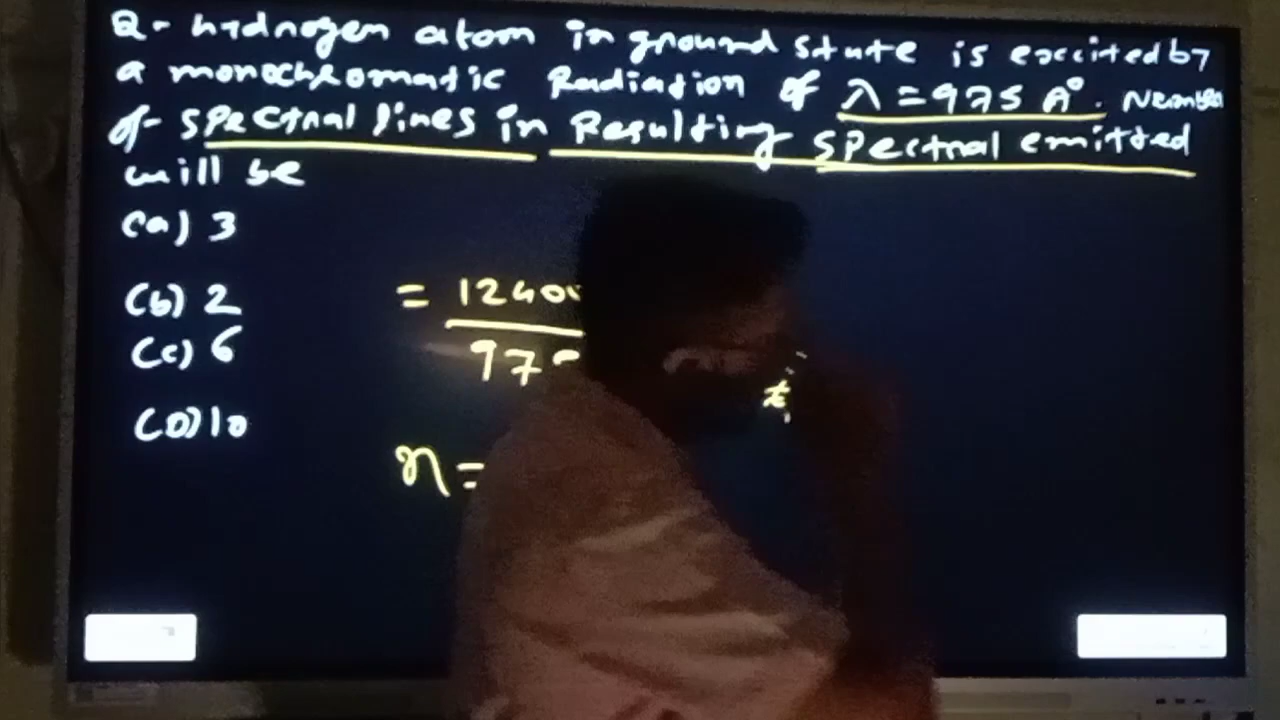 Q- hydrogen atom in ground state is excited by
a monochromatic Radiation of λ = 975 A°. Number
of spectral lines in Resulting spectral emitted
will be
(a) 3
(b) 2
(c) 6
(D) 10
= 1240
97
n =